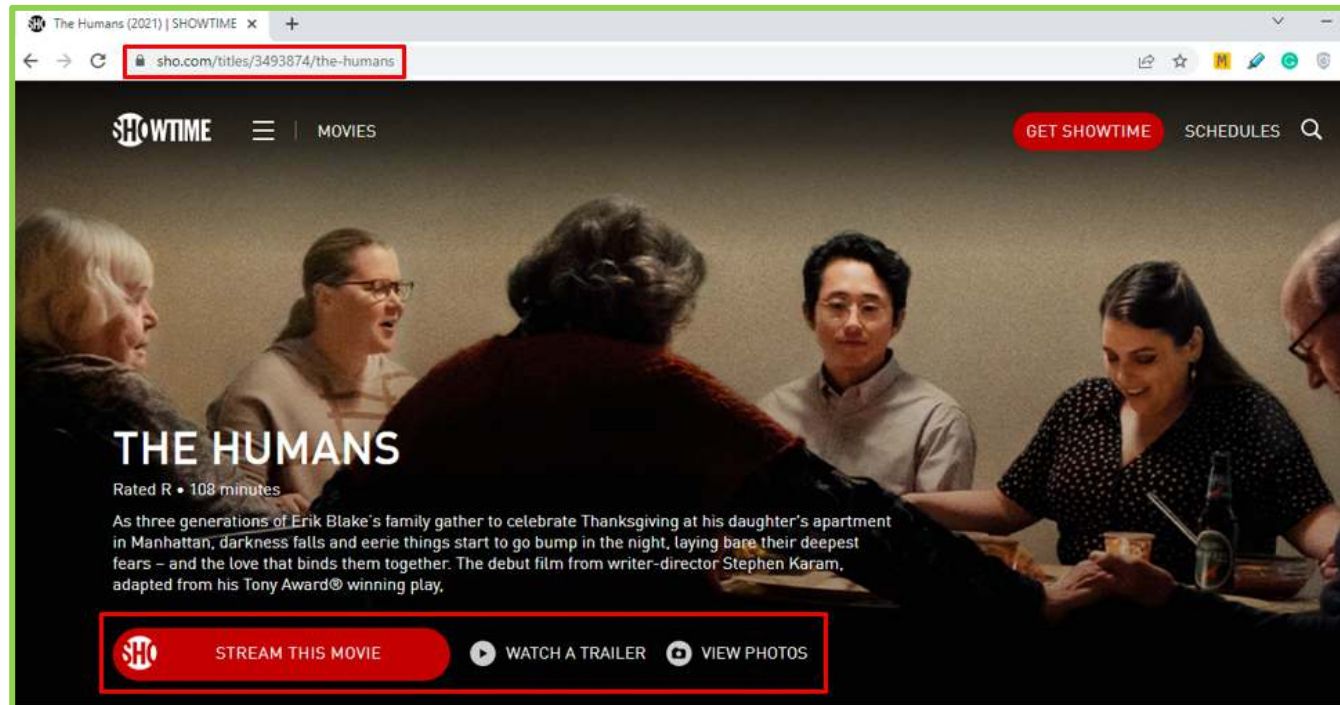 The Humans (2021) | SHOWTIME
sho.com/titles/3493874/the-humans
M
SHOWTIME MOVIES GET SHOWTIME SCHEDULES
THE HUMANS
Rated R • 108 minutes
As three generations of Erik Blake's family gather to celebrate Thanksgiving at his daughter's apartment
in Manhattan, darkness falls and eerie things start to go bump in the night, laying bare their deepest
fears – and the love that binds them together. The debut film from writer-director Stephen Karam,
adapted from his Tony Award® winning play,
SHO STREAM THIS MOVIE WATCH A TRAILER VIEW PHOTOS